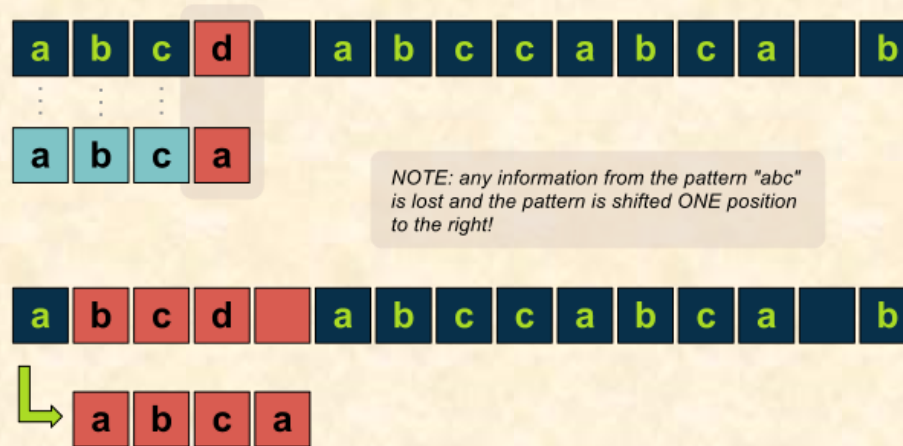 a b c d a b c c a b c a b
a b c a
NOTE: any information from the pattern "abc"
is lost and the pattern is shifted ONE position
to the right!
a b c d a b c c a b c a b
a b c a